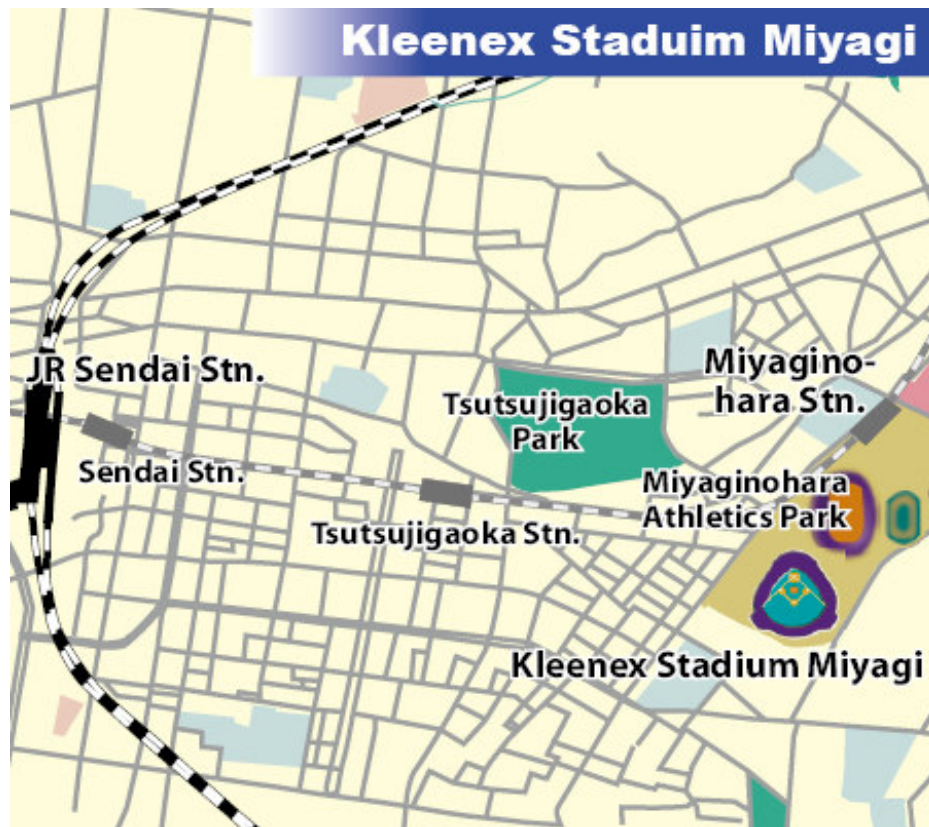 Kleenex Staduim Miyagi
JR Sendai Stn.
Miyagino-
hara Stn.
Tsutsujigaoka
Park
Sendai Stn.
Miyaginohara
Athletics Park
Tsutsujigaoka Stn.
Kleenex Stadium Miyagi